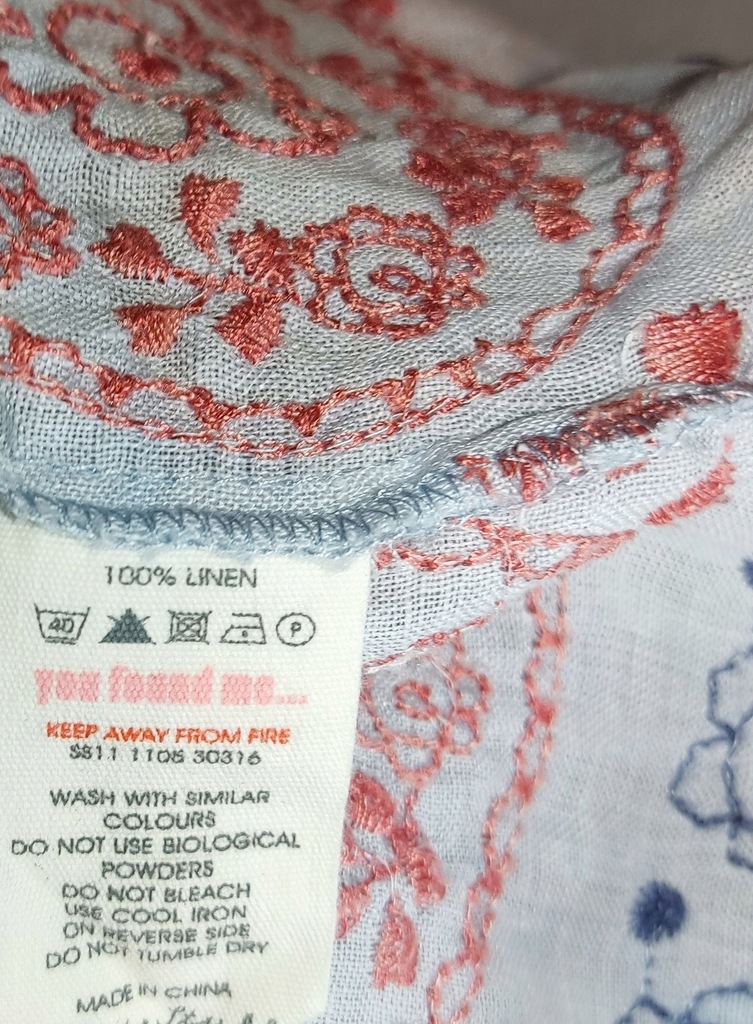 100% LINEN
40 P
you found me...
KEEP AWAY FROM FIRE
SS11 1106 30316
WASH WITH SIMILAR
COLOURS
DO NOT USE BIOLOGICAL
POWDERS
DO NOT BLEACH
USE COOL IRON
ON REVERSE SIDE
DO NOT TUMBLE DRY
MADE IN CHINA